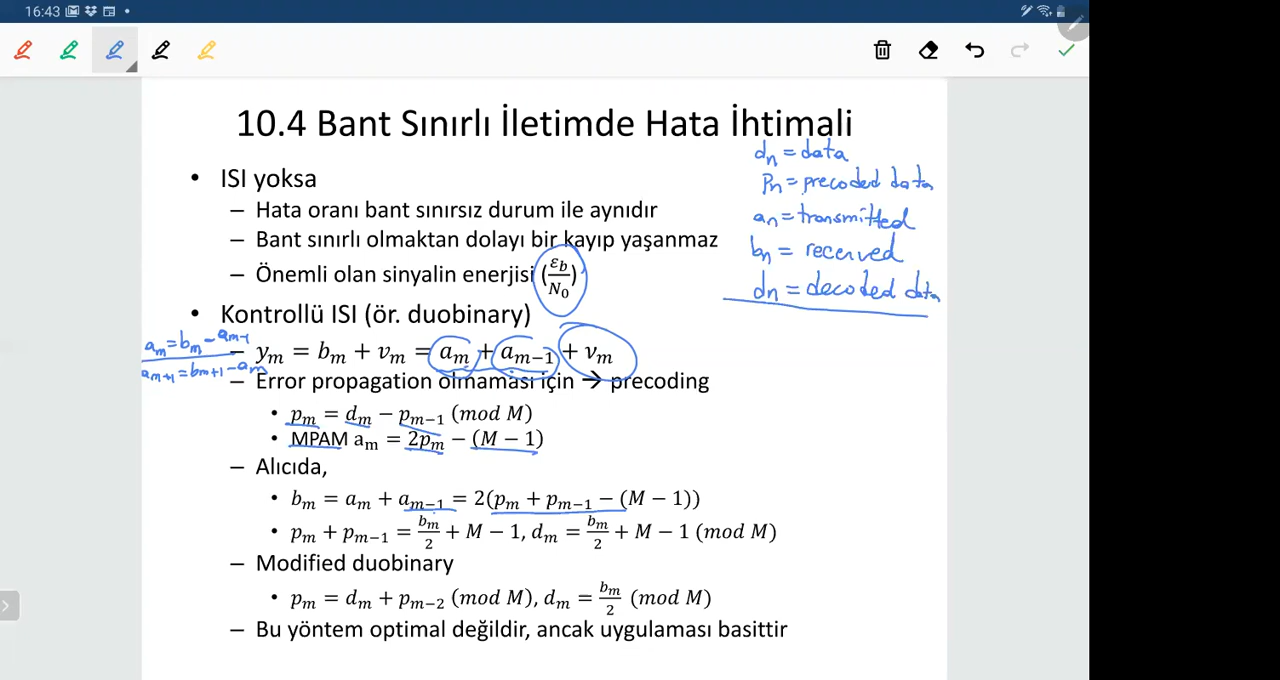 16:43
10.4 Bant Sınırlı İletimde Hata İhtimali
dn = data
• ISI yoksa
Pn = precoded data
– Hata oranı bant sınırsız durum ile aynıdır
an = transmitted
– Bant sınırlı olmaktan dolayı bir kayıp yaşanmaz
bn = received
– Önemli olan sinyalin enerjisi (εb/N0)
dn = decoded data
• Kontrollü ISI (ör. duobinary)
am = bm - am-1
– ym = bm + vm = am + am−1 + vm
am+1 = bm+1 - am
– Error propagation olmaması için → precoding
• pm = dm − pm−1 (mod M)
• MPAM am = 2pm − (M − 1)
– Alıcıda,
• bm = am + am−1 = 2(pm + pm−1 − (M − 1))
• pm + pm−1 = bm/2 + M − 1, dm = bm/2 + M − 1 (mod M)
– Modified duobinary
• pm = dm + pm−2 (mod M), dm = bm/2 (mod M)
– Bu yöntem optimal değildir, ancak uygulaması basittir